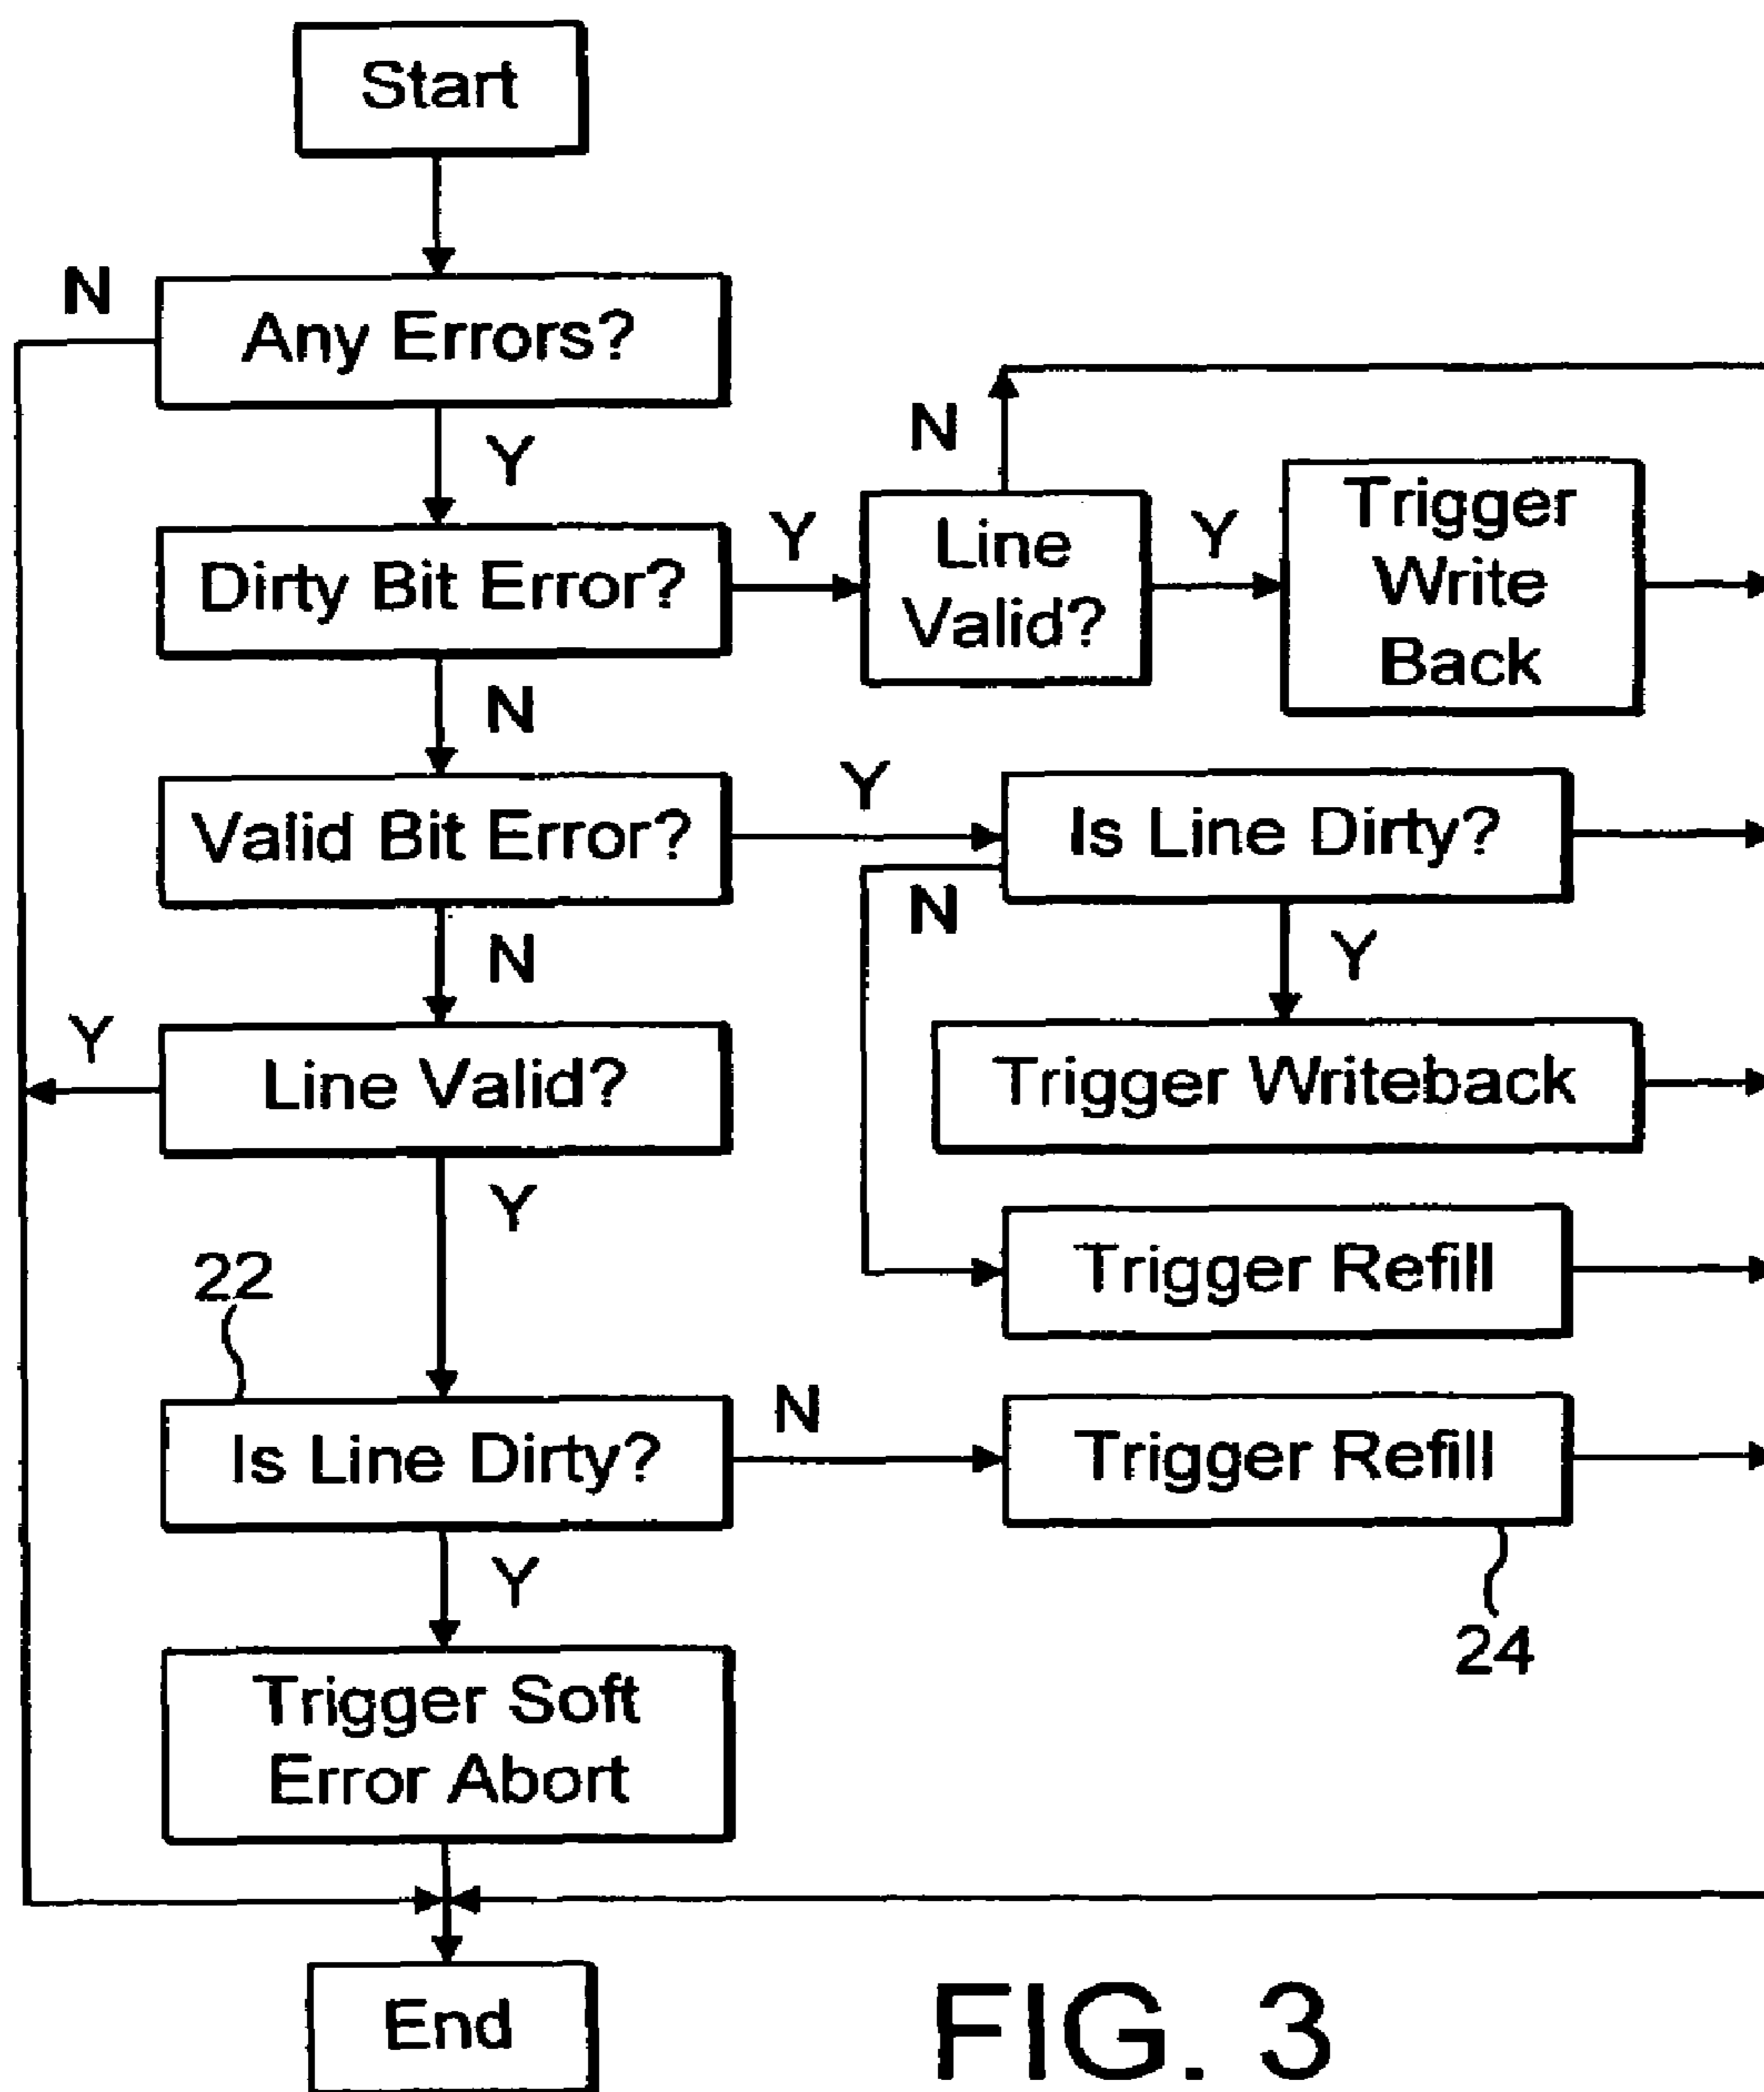 Start
N
Any Errors?
Y
N
Dirty Bit Error?
Y
Line
Valid?
Y
Trigger
Write
Back
N
Valid Bit Error?
Y
Is Line Dirty?
N
N
Y
Y
Line Valid?
Trigger Writeback
Y
Trigger Refill
22
Is Line Dirty?
N
Trigger Refill
Y
24
Trigger Soft
Error Abort
End
FIG. 3